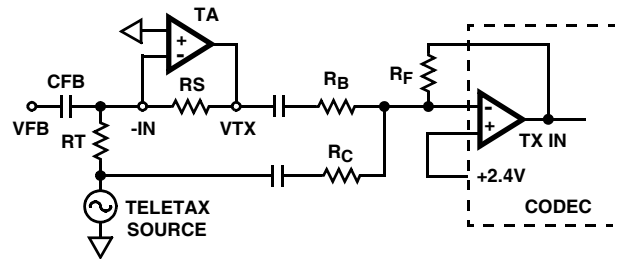 TA
+
-
CFB
RS
RB
RF
VFB
-IN
VTX
-
+
TX IN
RT
RC
+2.4V
TELETAX
SOURCE
CODEC